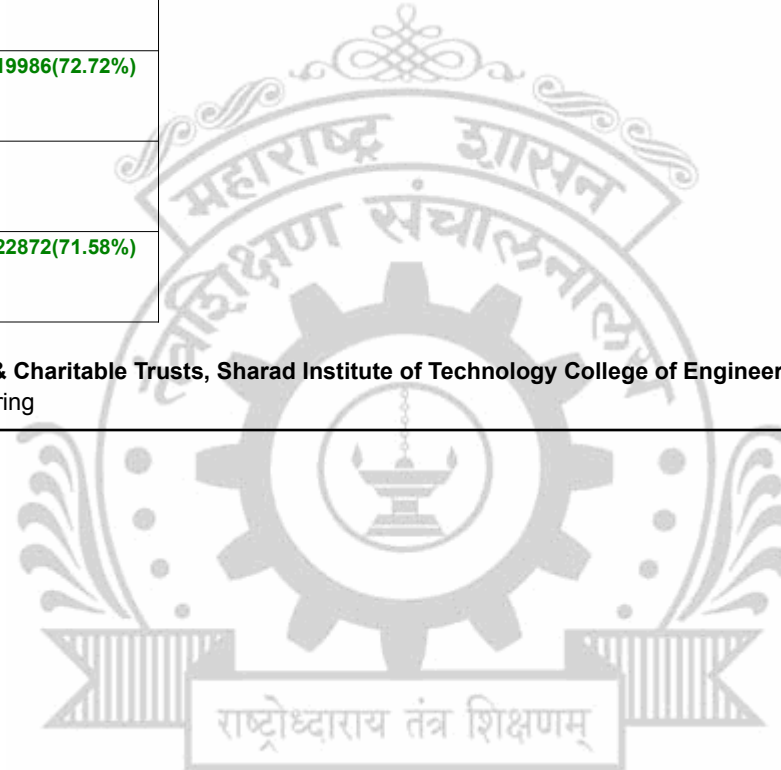 19986(72.72%)
22872(71.58%)
& Charitable Trusts, Sharad Institute of Technology College of Engineer
ring
महाराष्ट्र शासन
तंत्रशिक्षण संचालनालय
राष्ट्रोध्दाराय तंत्र शिक्षणम्